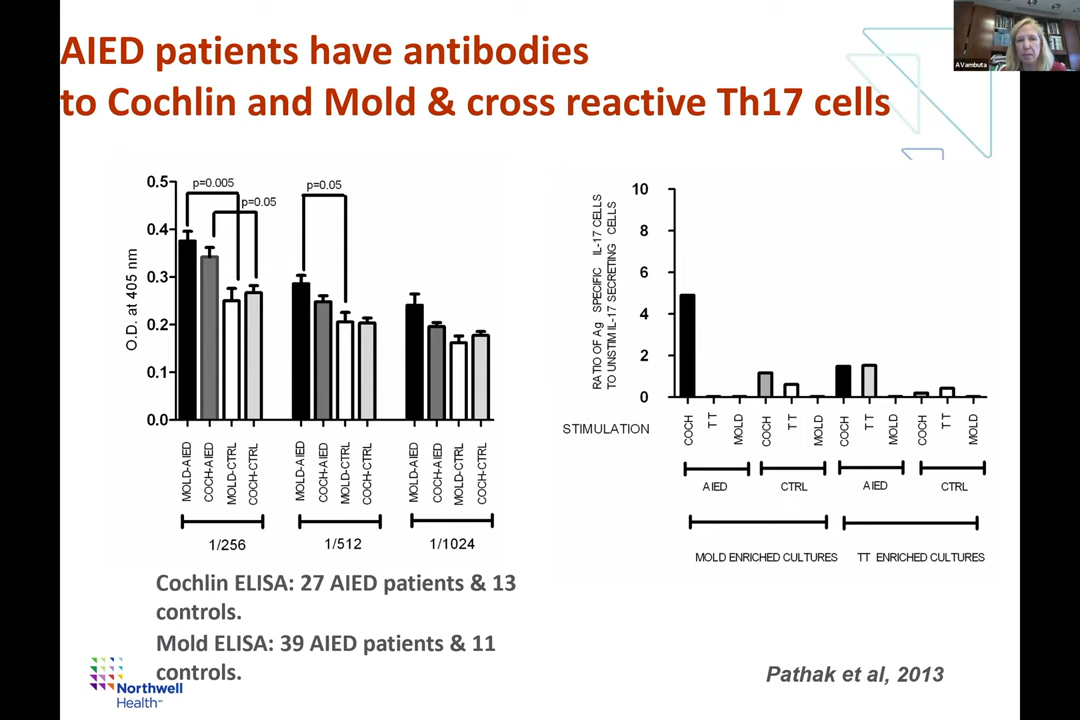 AIED patients have antibodies
to Cochlin and Mold & cross reactive Th17 cells
A Vambuta
0.5
0.4
0.3
0.2
0.1
0.0
O.D. at 405 nm
p=0.005
p=0.05
p=0.05
MOLD-AIED
COCH-AIED
MOLD-CTRL
COCH-CTRL
MOLD-AIED
COCH-AIED
MOLD-CTRL
COCH-CTRL
MOLD-AIED
COCH-AIED
MOLD-CTRL
COCH-CTRL
1/256
1/512
1/1024
RATIO OF Ag SPECIFIC IL-17 CELLS
TO UNSTIM IL-17 SECRETING CELLS
10
8
6
4
2
0
STIMULATION
COCH
TT
MOLD
COCH
TT
MOLD
COCH
TT
MOLD
COCH
TT
MOLD
AIED
CTRL
AIED
CTRL
MOLD ENRICHED CULTURES
TT ENRICHED CULTURES
Cochlin ELISA: 27 AIED patients & 13
controls.
Mold ELISA: 39 AIED patients & 11
controls.
Northwell
Health℠
Pathak et al, 2013